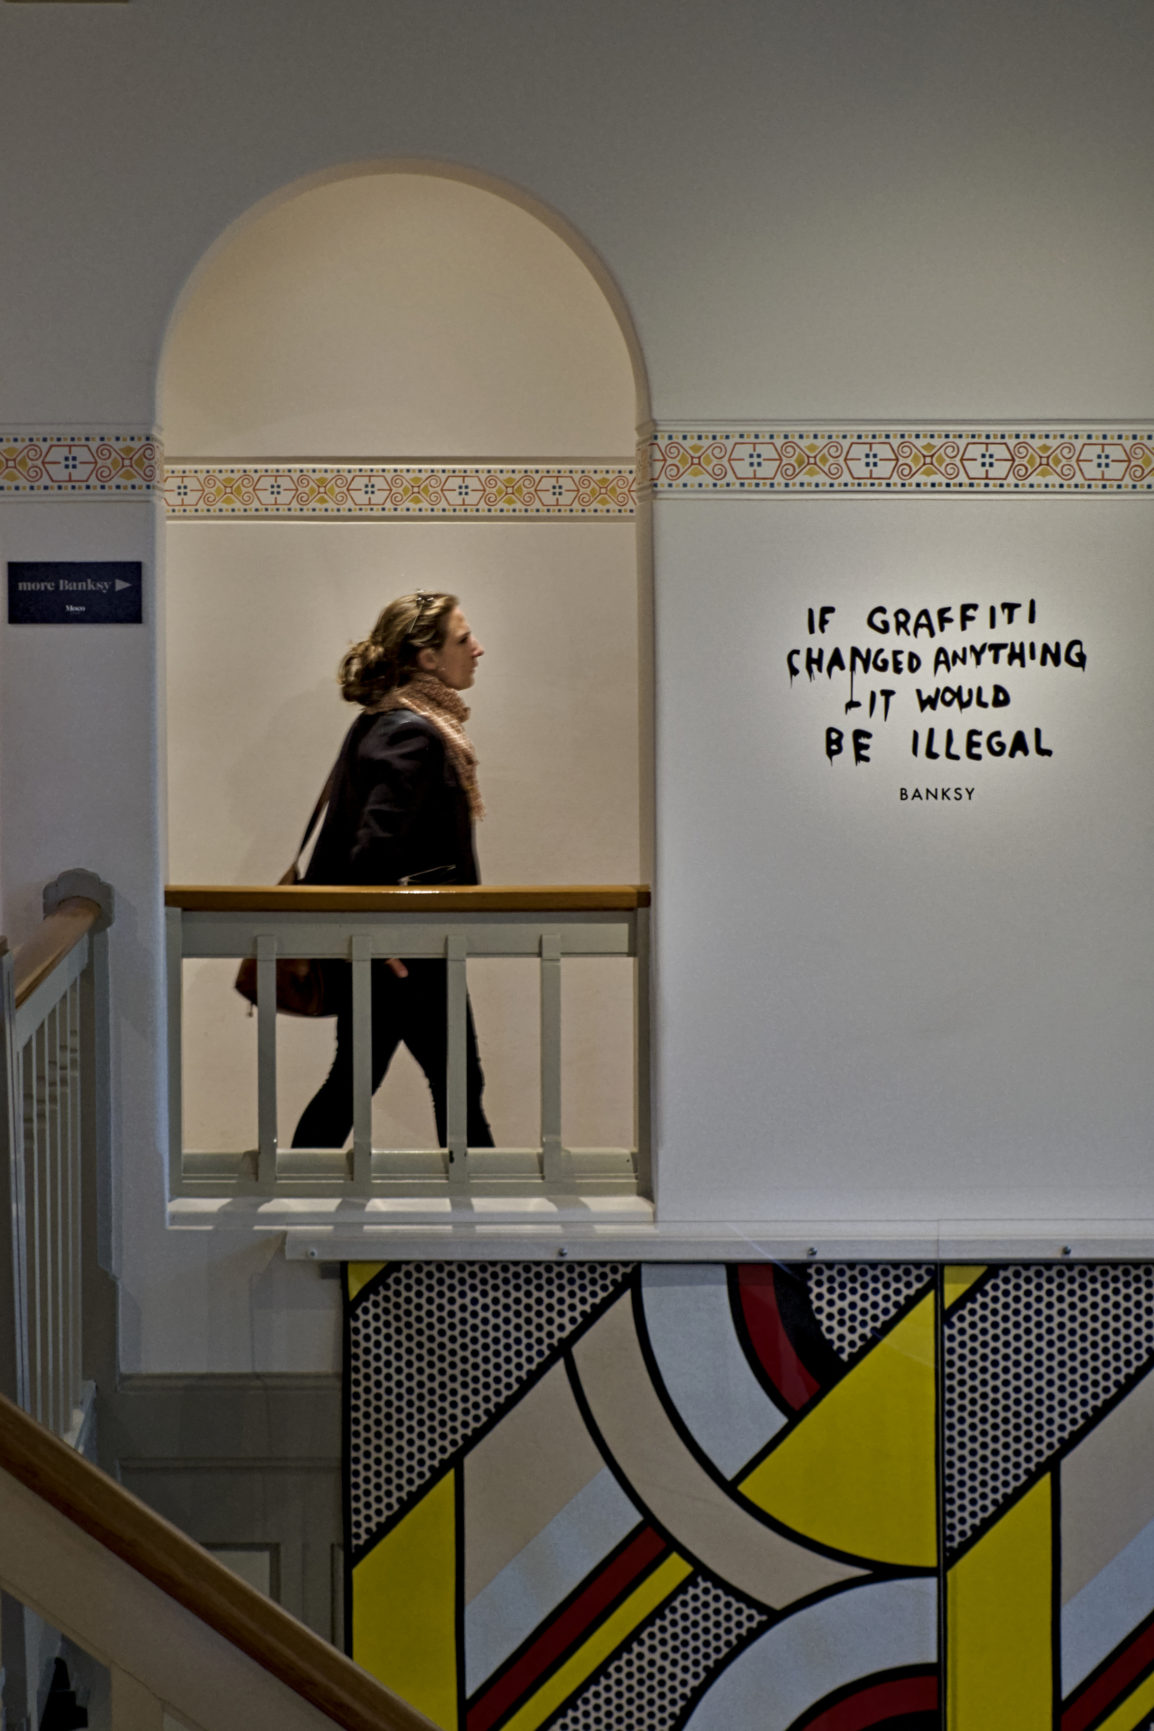 more Banksy
Moco
IF GRAFFITI
CHANGED ANYTHING
-IT WOULD
BE ILLEGAL
BANKSY